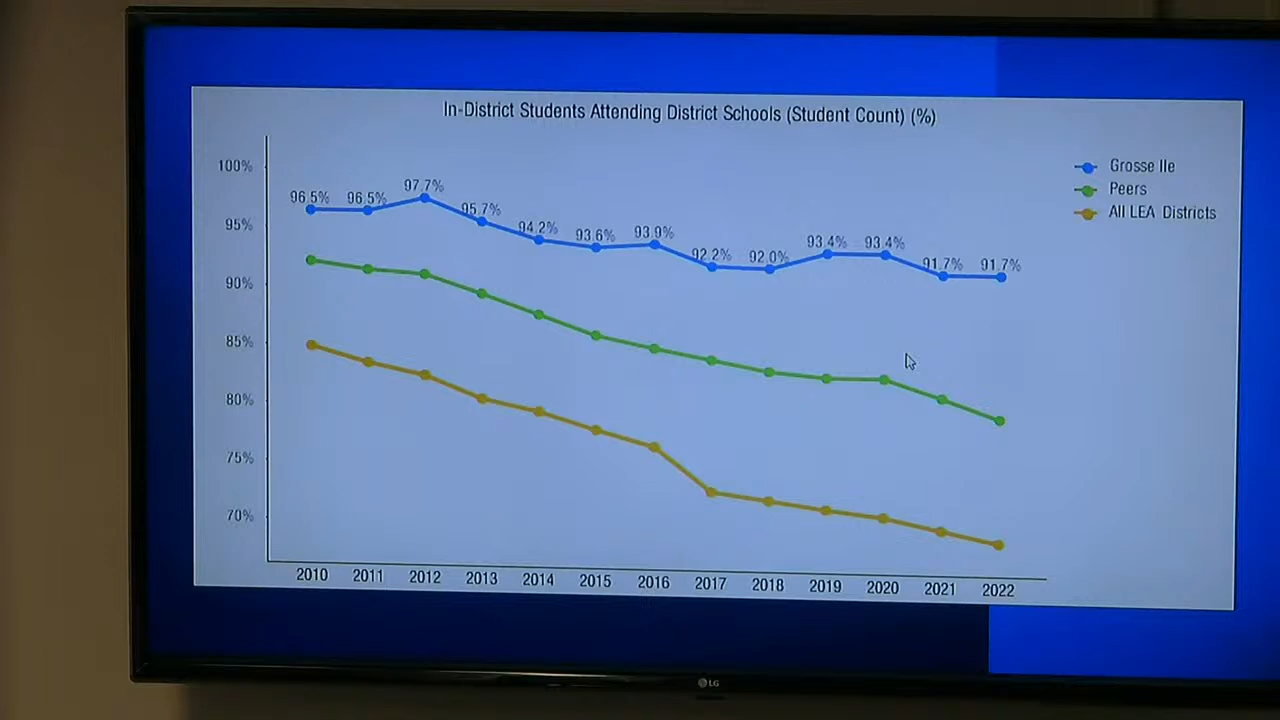 In-District Students Attending District Schools (Student Count) (%)
Grosse Ile
Peers
All LEA Districts
100%
95%
90%
85%
80%
75%
70%
96.5% 96.5% 97.7% 95.7% 94.2% 93.6% 93.9% 92.2% 92.0% 93.4% 93.4% 91.7% 91.7%
2010 2011 2012 2013 2014 2015 2016 2017 2018 2019 2020 2021 2022
LG